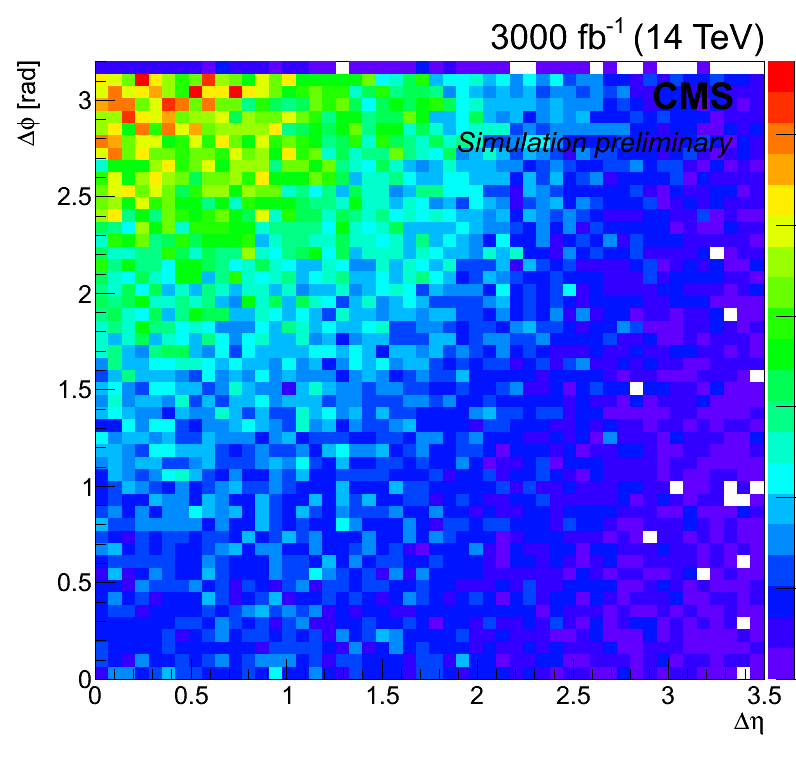 3000 fb-1 (14 TeV)
Δϕ [rad]
CMS
Simulation preliminary
3
2.5
2
1.5
1
0.5
0
0 0.5 1 1.5 2 2.5 3 3.5
Δη